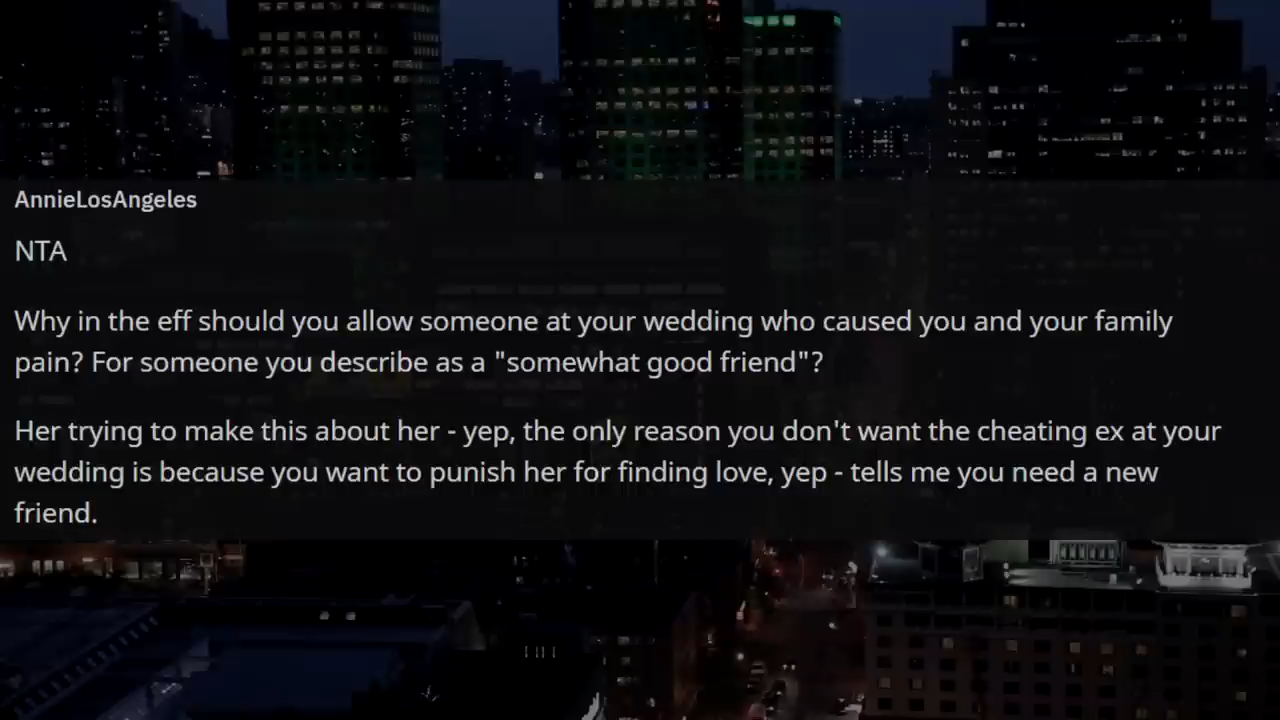 AnnieLosAngeles
NTA
Why in the eff should you allow someone at your wedding who caused you and your family
pain? For someone you describe as a "somewhat good friend"?
Her trying to make this about her - yep, the only reason you don't want the cheating ex at your
wedding is because you want to punish her for finding love, yep - tells me you need a new
friend.